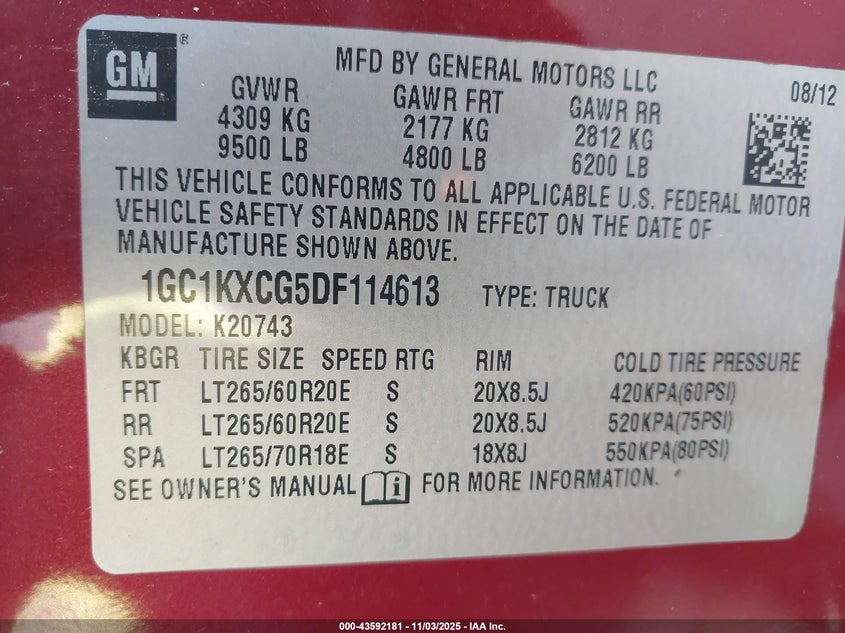 GM ®
MFD BY GENERAL MOTORS LLC
08/12
GVWR GAWR FRT GAWR RR
4309 KG 2177 KG 2812 KG
9500 LB 4800 LB 6200 LB
THIS VEHICLE CONFORMS TO ALL APPLICABLE U.S. FEDERAL MOTOR
VEHICLE SAFETY STANDARDS IN EFFECT ON THE DATE OF
MANUFACTURE SHOWN ABOVE.
1GC1KXCG5DF114613 TYPE: TRUCK
MODEL: K20743
KBGR TIRE SIZE SPEED RTG RIM COLD TIRE PRESSURE
FRT LT265/60R20E S 20X8.5J 420KPA(60PSI)
RR LT265/60R20E S 20X8.5J 520KPA(75PSI)
SPA LT265/70R18E S 18X8J 550KPA(80PSI)
SEE OWNER'S MANUAL i FOR MORE INFORMATION.
000-43592181 - 11/03/2025 - IAA Inc.